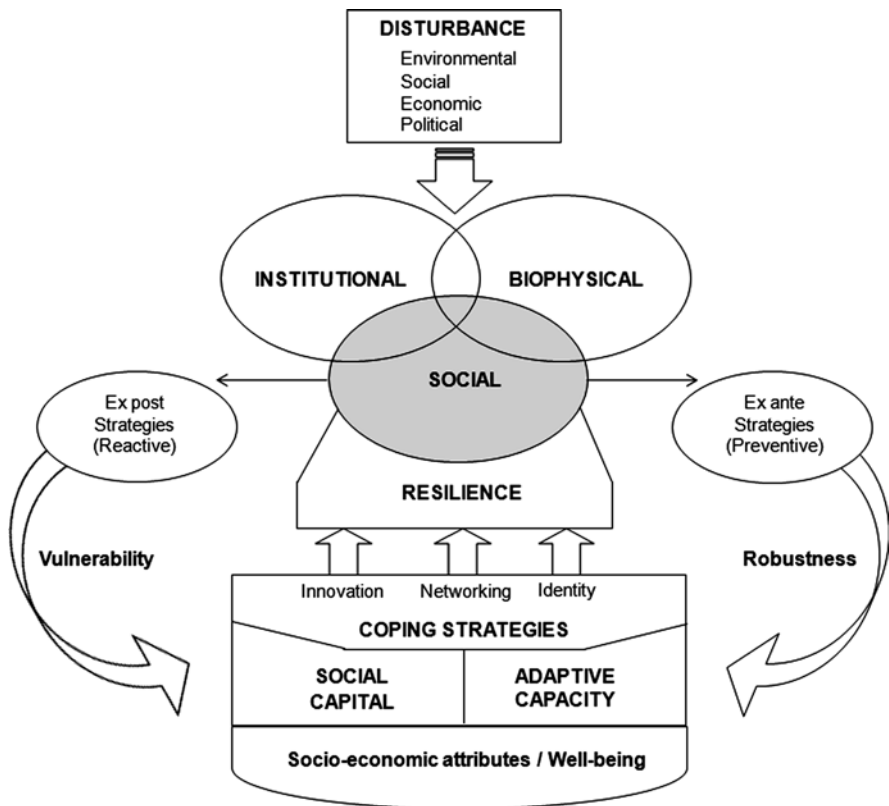 DISTURBANCE
Environmental
Social
Economic
Political
INSTITUTIONAL
BIOPHYSICAL
SOCIAL
Ex post
Strategies
(Reactive)
Ex ante
Strategies
(Preventive)
RESILIENCE
Vulnerability
Robustness
Innovation
Networking
Identity
COPING STRATEGIES
SOCIAL
CAPITAL
ADAPTIVE
CAPACITY
Socio-economic attributes / Well-being